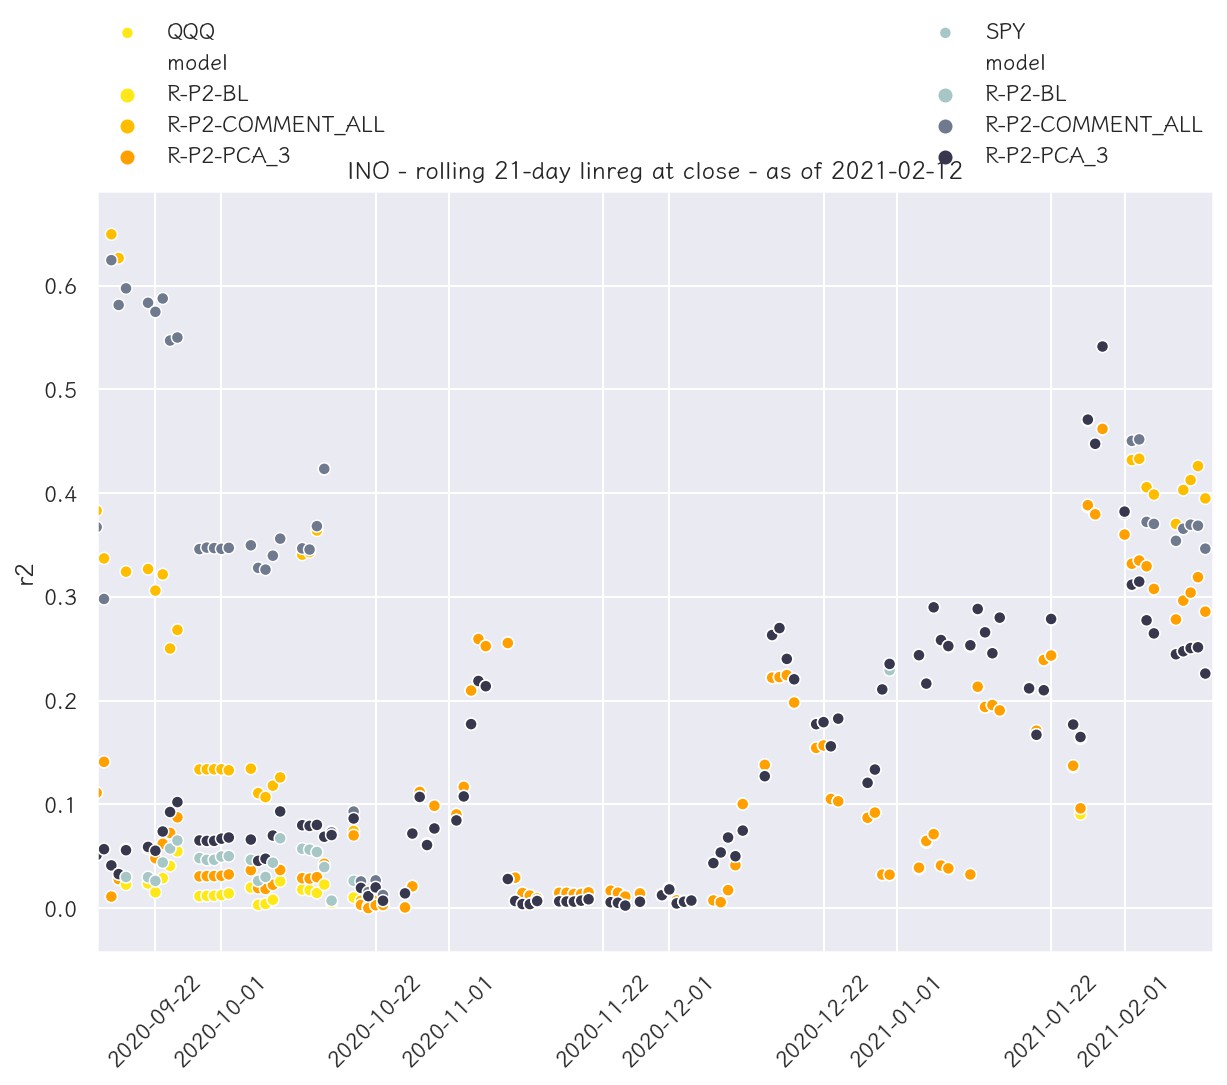 QQQ
model
R-P2-BL
R-P2-COMMENT_ALL
R-P2-PCA_3
SPY
model
R-P2-BL
R-P2-COMMENT_ALL
R-P2-PCA_3
INO - rolling 21-day linreg at close - as of 2021-02-12
r2
0.6
0.5
0.4
0.3
0.2
0.1
0.0
2020-09-22
2020-10-01
2020-10-22
2020-11-01
2020-11-22
2020-12-01
2020-12-22
2021-01-01
2021-01-22
2021-02-01